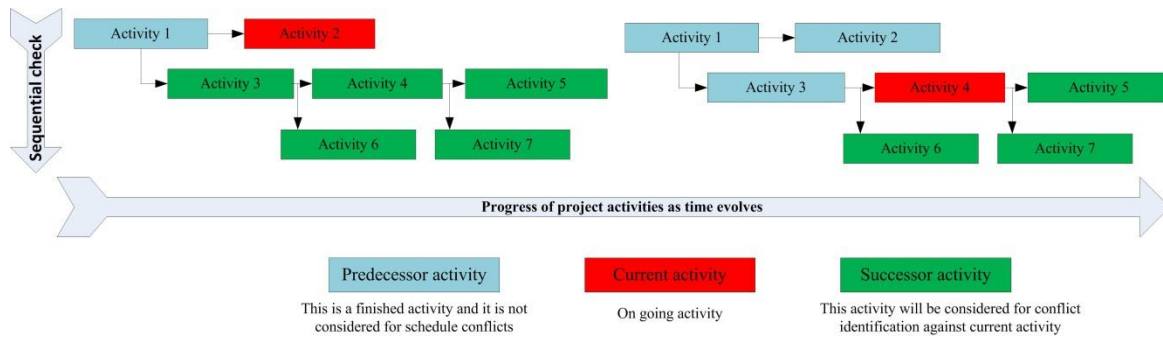 Sequential check
Activity 1
Activity 2
Activity 3
Activity 4
Activity 5
Activity 6
Activity 7
Activity 1
Activity 2
Activity 3
Activity 4
Activity 5
Activity 6
Activity 7
Progress of project activities as time evolves
Predecessor activity
This is a finished activity and it is not
considered for schedule conflicts
Current activity
On going activity
Successor activity
This activity will be considered for conflict
identification against current activity